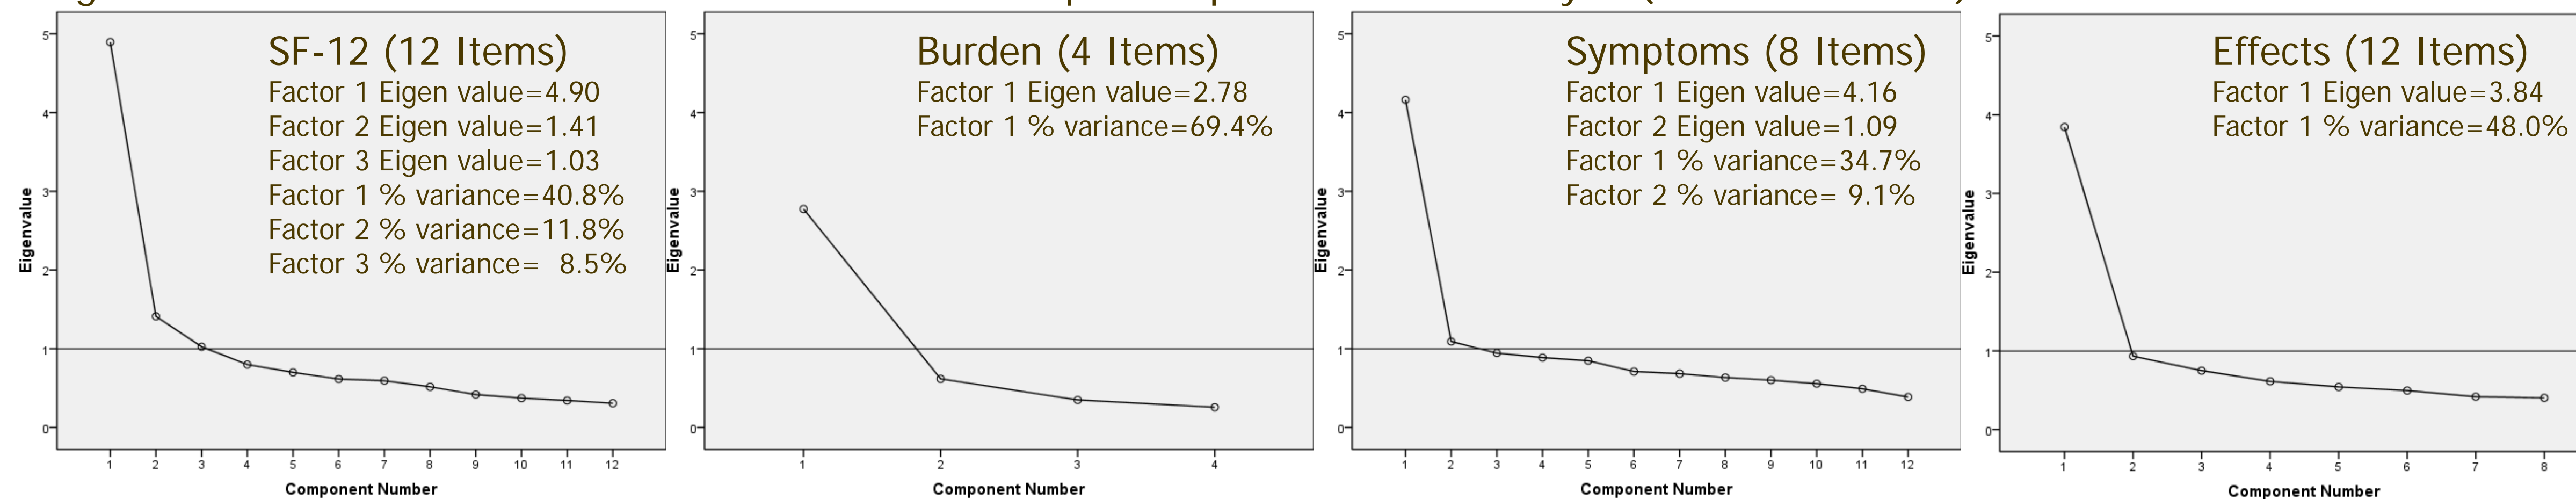 SF-12 (12 Items)
Factor 1 Eigen value=4.90
Factor 2 Eigen value=1.41
Factor 3 Eigen value=1.03
Factor 1 % variance=40.8%
Factor 2 % variance=11.8%
Factor 3 % variance= 8.5%
Eigenvalue
5
4
3
2
1
0
1 2 3 4 5 6 7 8 9 10 11 12
Component Number
Burden (4 Items)
Factor 1 Eigen value=2.78
Factor 1 % variance=69.4%
Eigenvalue
5
4
3
2
1
0
1 2 3 4
Component Number
Symptoms (8 Items)
Factor 1 Eigen value=4.16
Factor 2 Eigen value=1.09
Factor 1 % variance=34.7%
Factor 2 % variance= 9.1%
Eigenvalue
5
4
3
2
1
0
1 2 3 4 5 6 7 8 9 10 11 12
Component Number
Effects (12 Items)
Factor 1 Eigen value=3.84
Factor 1 % variance=48.0%
Eigenvalue
5
4
3
2
1
0
1 2 3 4 5 6 7 8
Component Number